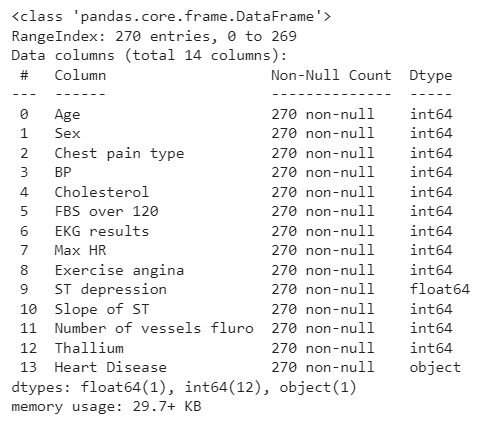 <class 'pandas.core.frame.DataFrame'>
RangeIndex: 270 entries, 0 to 269
Data columns (total 14 columns):
 #   Column                   Non-Null Count  Dtype
---  ------                   --------------  -----
 0   Age                      270 non-null    int64
 1   Sex                      270 non-null    int64
 2   Chest pain type          270 non-null    int64
 3   BP                       270 non-null    int64
 4   Cholesterol              270 non-null    int64
 5   FBS over 120             270 non-null    int64
 6   EKG results              270 non-null    int64
 7   Max HR                   270 non-null    int64
 8   Exercise angina          270 non-null    int64
 9   ST depression            270 non-null    float64
 10  Slope of ST              270 non-null    int64
 11  Number of vessels fluro  270 non-null    int64
 12  Thallium                 270 non-null    int64
 13  Heart Disease            270 non-null    object
dtypes: float64(1), int64(12), object(1)
memory usage: 29.7+ KB